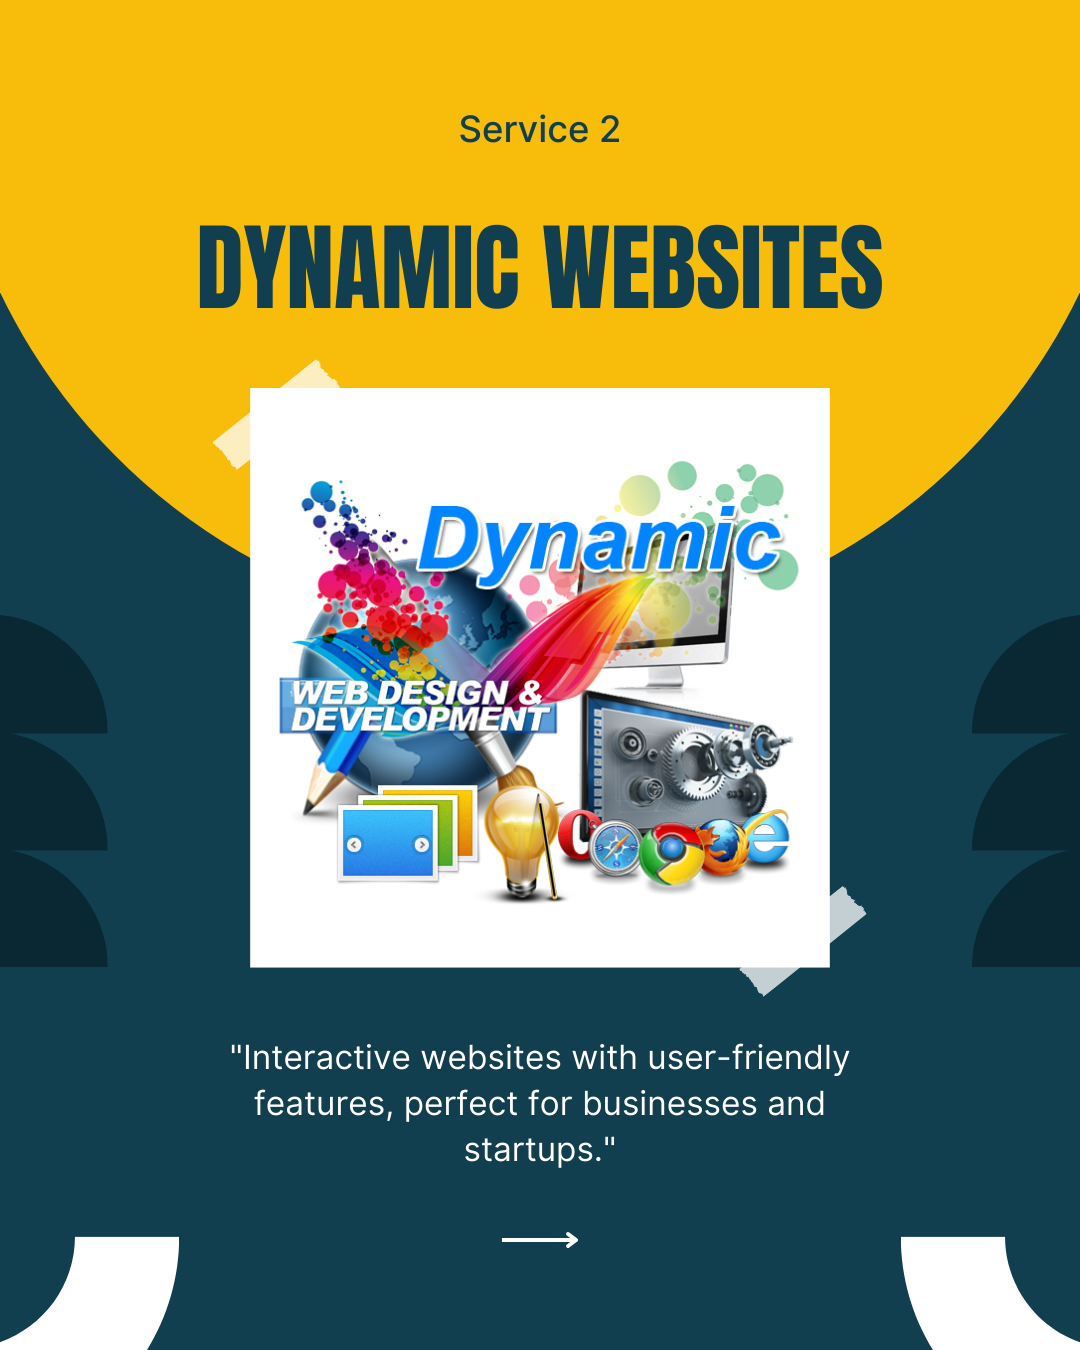 Service 2
DYNAMIC WEBSITES
Dynamic
WEB DESIGN &
DEVELOPMENT
"Interactive websites with user-friendly
features, perfect for businesses and
startups."